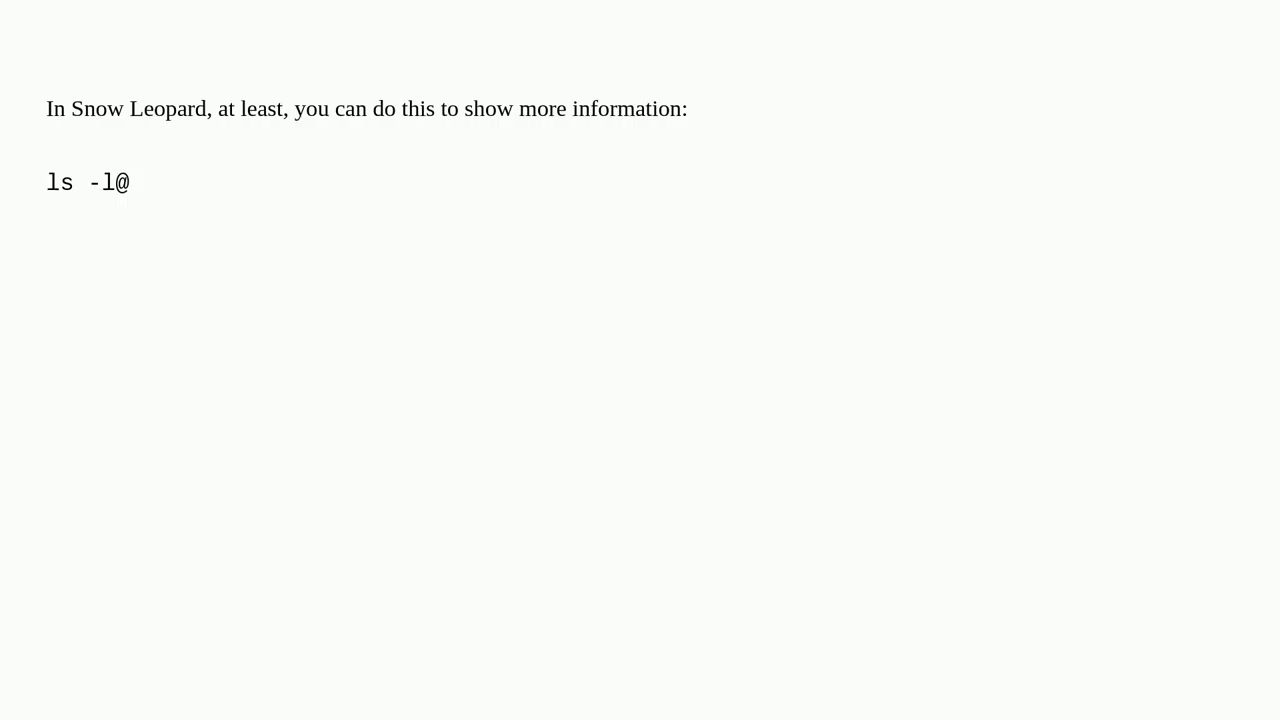 In Snow Leopard, at least, you can do this to show more information:
ls -l@